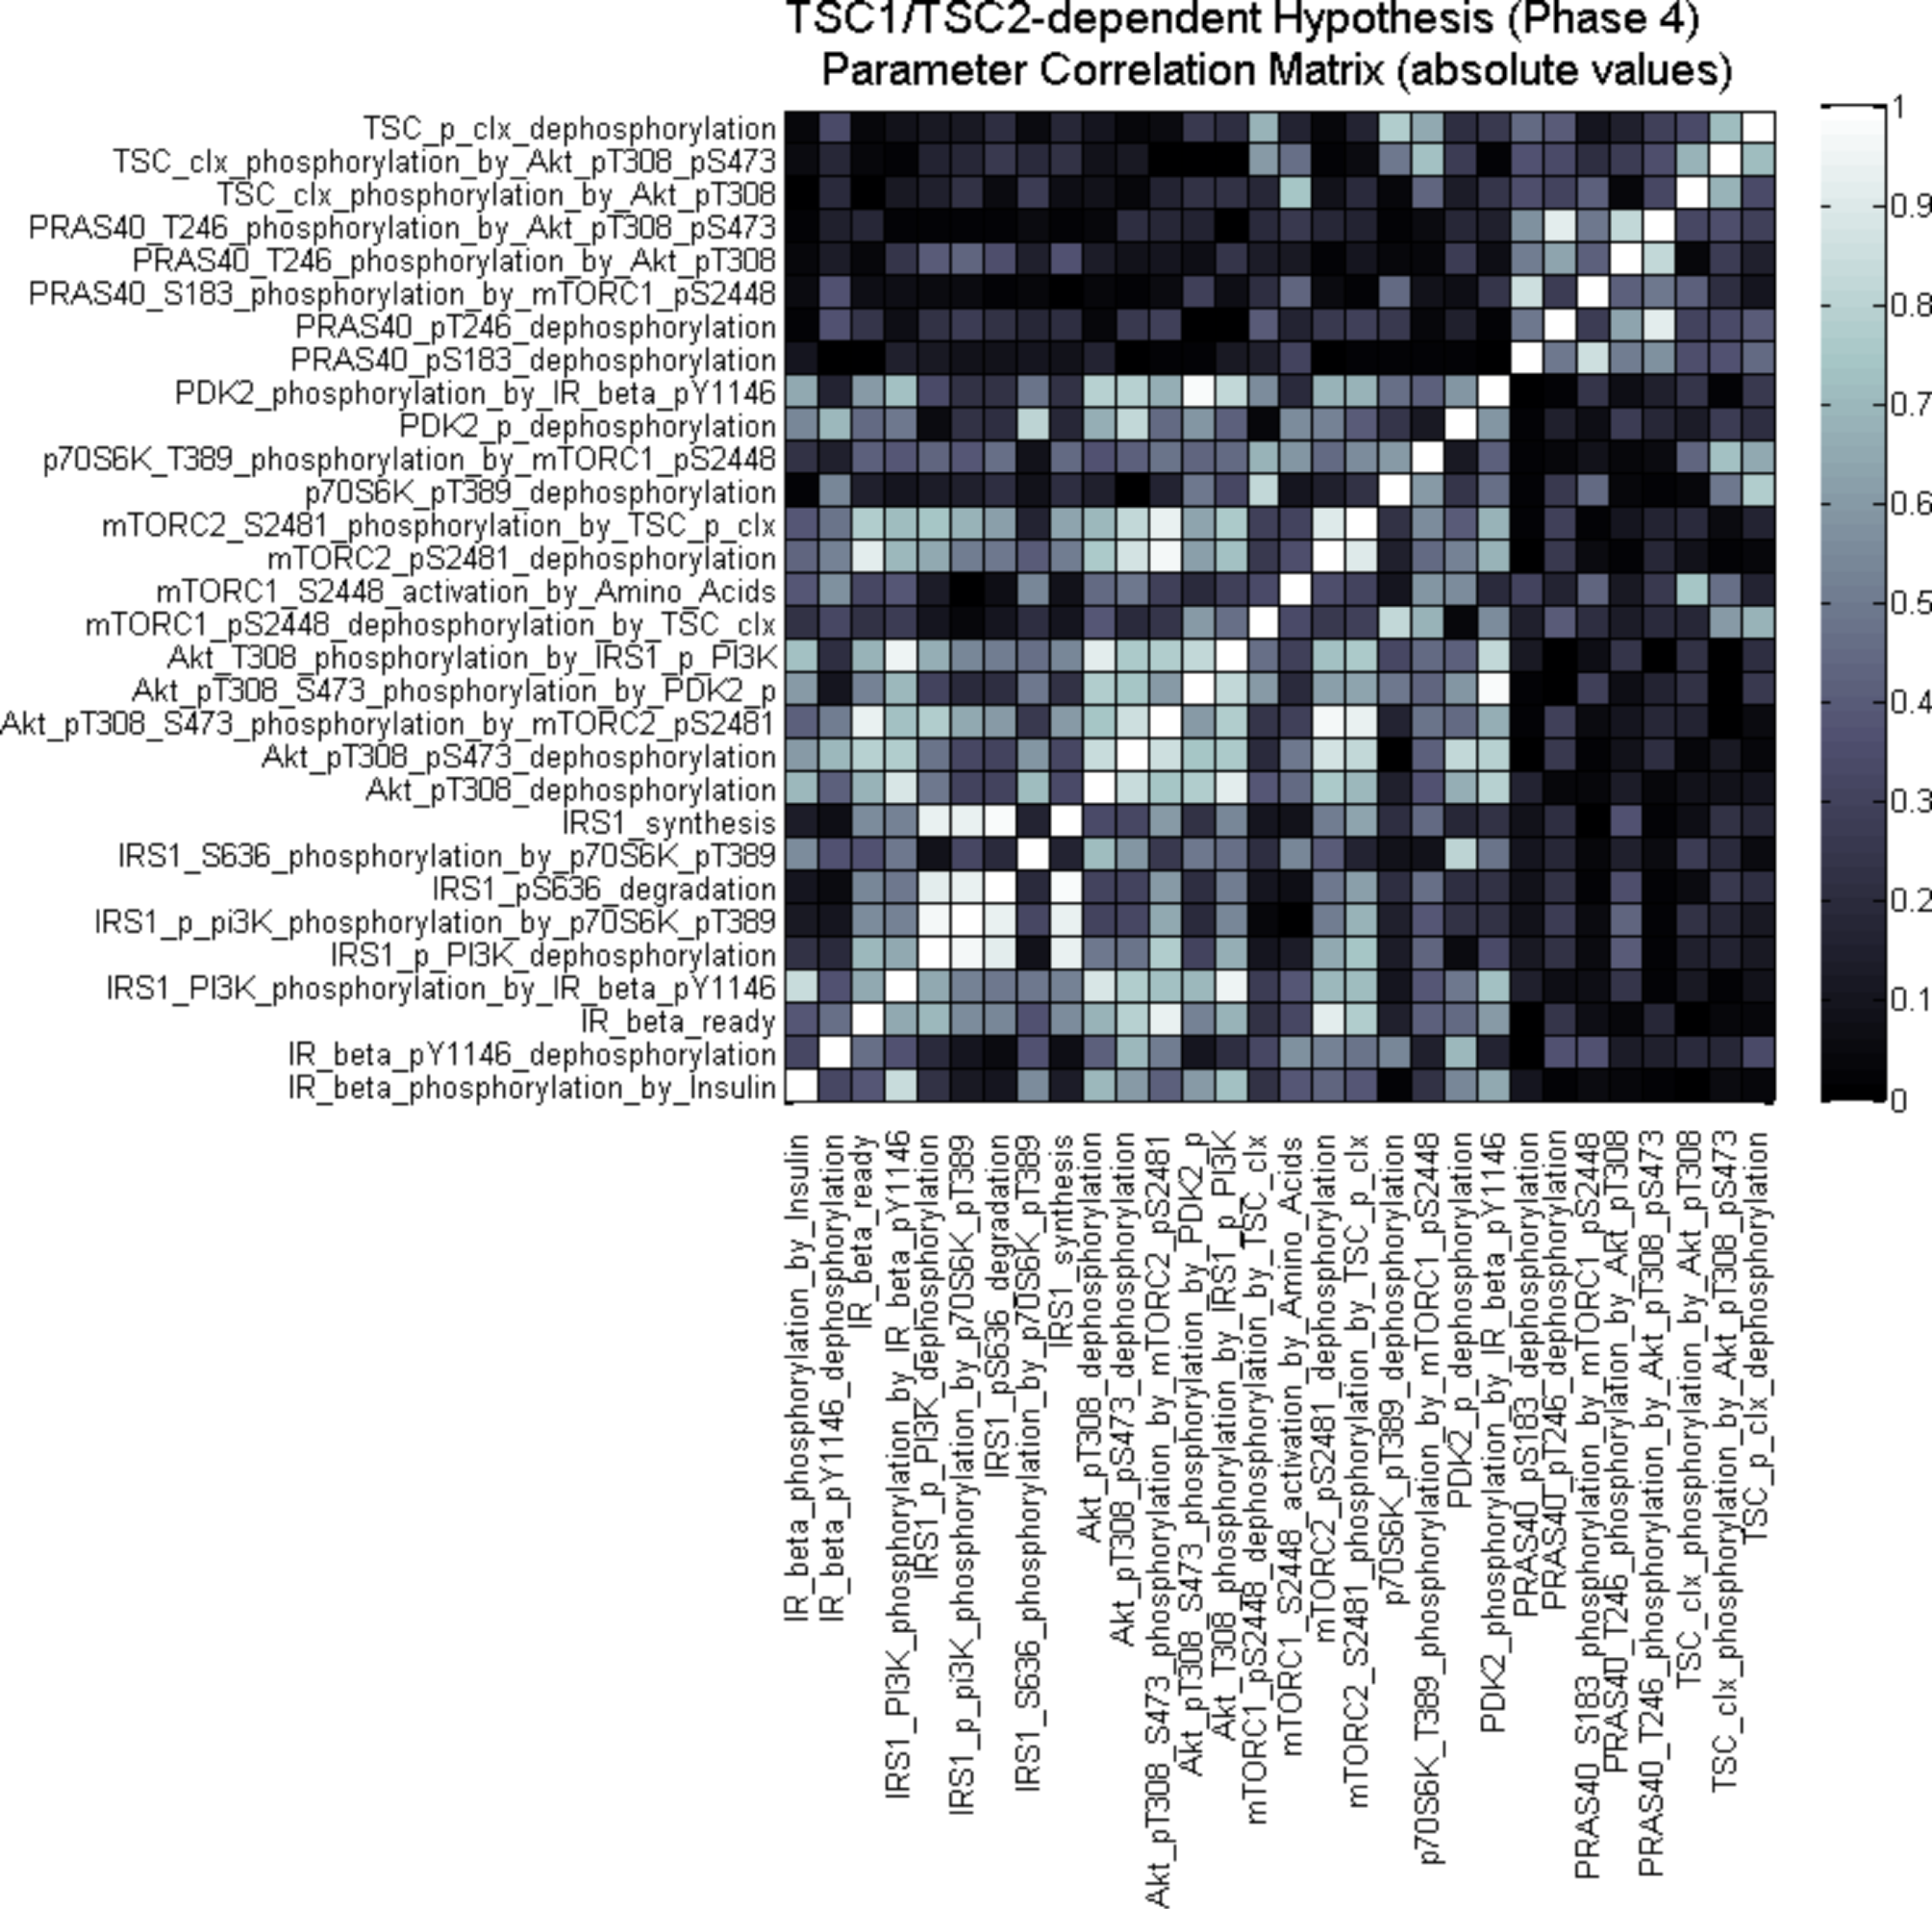 TSC1/TSC2-dependent Hypothesis (Phase 4)
Parameter Correlation Matrix (absolute values)
TSC_p_clx_dephosphorylation
TSC_clx_phosphorylation_by_Akt_pT308_pS473
TSC_clx_phosphorylation_by_Akt_pT308
PRAS40_T246_phosphorylation_by_Akt_pT308_pS473
PRAS40_T246_phosphorylation_by_Akt_pT308
PRAS40_S183_phosphorylation_by_mTORC1_pS2448
PRAS40_pT246_dephosphorylation
PRAS40_pS183_dephosphorylation
PDK2_phosphorylation_by_IR_beta_pY1146
PDK2_p_dephosphorylation
p70S6K_T389_phosphorylation_by_mTORC1_pS2448
p70S6K_pT389_dephosphorylation
mTORC2_S2481_phosphorylation_by_TSC_p_clx
mTORC2_pS2481_dephosphorylation
mTORC1_S2448_activation_by_Amino_Acids
mTORC1_pS2448_dephosphorylation_by_TSC_clx
Akt_T308_phosphorylation_by_IRS1_p_PI3K
Akt_pT308_S473_phosphorylation_by_PDK2_p
Akt_pT308_S473_phosphorylation_by_mTORC2_pS2481
Akt_pT308_pS473_dephosphorylation
Akt_pT308_dephosphorylation
IRS1_synthesis
IRS1_S636_phosphorylation_by_p70S6K_pT389
IRS1_pS636_degradation
IRS1_p_pi3K_phosphorylation_by_p70S6K_pT389
IRS1_p_PI3K_dephosphorylation
IRS1_PI3K_phosphorylation_by_IR_beta_pY1146
IR_beta_ready
IR_beta_pY1146_dephosphorylation
IR_beta_phosphorylation_by_Insulin
1
0.9
0.8
0.7
0.6
0.5
0.4
0.3
0.2
0.1
0
IR_beta_phosphorylation_by_Insulin
IR_beta_pY1146_dephosphorylation
IR_beta_ready
IRS1_PI3K_phosphorylation_by_IR_beta_pY1146
IRS1_p_PI3K_dephosphorylation
IRS1_p_pi3K_phosphorylation_by_p70S6K_pT389
IRS1_pS636_degradation
IRS1_S636_phosphorylation_by_p70S6K_pT389
IRS1_synthesis
Akt_pT308_dephosphorylation
Akt_pT308_pS473_dephosphorylation
Akt_pT308_S473_phosphorylation_by_mTORC2_pS2481
Akt_pT308_S473_phosphorylation_by_PDK2_p
Akt_T308_phosphorylation_by_IRS1_p_PI3K
mTORC1_pS2448_dephosphorylation_by_TSC_clx
mTORC1_S2448_activation_by_Amino_Acids
mTORC2_pS2481_dephosphorylation
mTORC2_S2481_phosphorylation_by_TSC_p_clx
p70S6K_pT389_dephosphorylation
p70S6K_T389_phosphorylation_by_mTORC1_pS2448
PDK2_p_dephosphorylation
PDK2_phosphorylation_by_IR_beta_pY1146
PRAS40_pS183_dephosphorylation
PRAS40_pT246_dephosphorylation
PRAS40_S183_phosphorylation_by_mTORC1_pS2448
PRAS40_T246_phosphorylation_by_Akt_pT308
PRAS40_T246_phosphorylation_by_Akt_pT308_pS473
TSC_clx_phosphorylation_by_Akt_pT308
TSC_clx_phosphorylation_by_Akt_pT308_pS473
TSC_p_clx_dephosphorylation